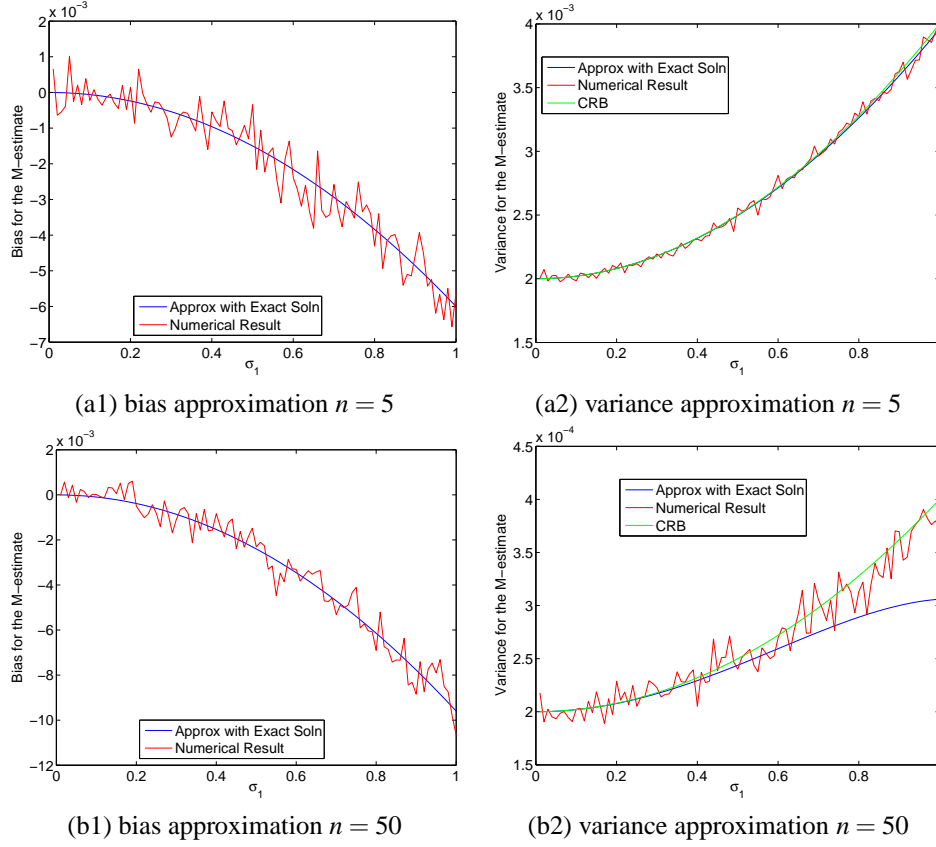 x 10⁻³
2
1
0
−1
−2
−3
−4
−5
−6
−7
Bias for the M−estimate
Approx with Exact Soln
Numerical Result
0 0.2 0.4 0.6 0.8 1
σ₁
(a1) bias approximation n = 5
x 10⁻³
4
3.5
3
2.5
2
1.5
Variance for the M−estimate
Approx with Exact Soln
Numerical Result
CRB
0 0.2 0.4 0.6 0.8
σ₁
(a2) variance approximation n = 5
x 10⁻³
2
0
−2
−4
−6
−8
−10
−12
Bias for the M−estimate
Approx with Exact Soln
Numerical Result
0 0.2 0.4 0.6 0.8 1
σ₁
(b1) bias approximation n = 50
x 10⁻⁴
4.5
4
3.5
3
2.5
2
1.5
Variance for the M−estimate
Approx with Exact Soln
Numerical Result
CRB
0 0.2 0.4 0.6 0.8
σ₁
(b2) variance approximation n = 50